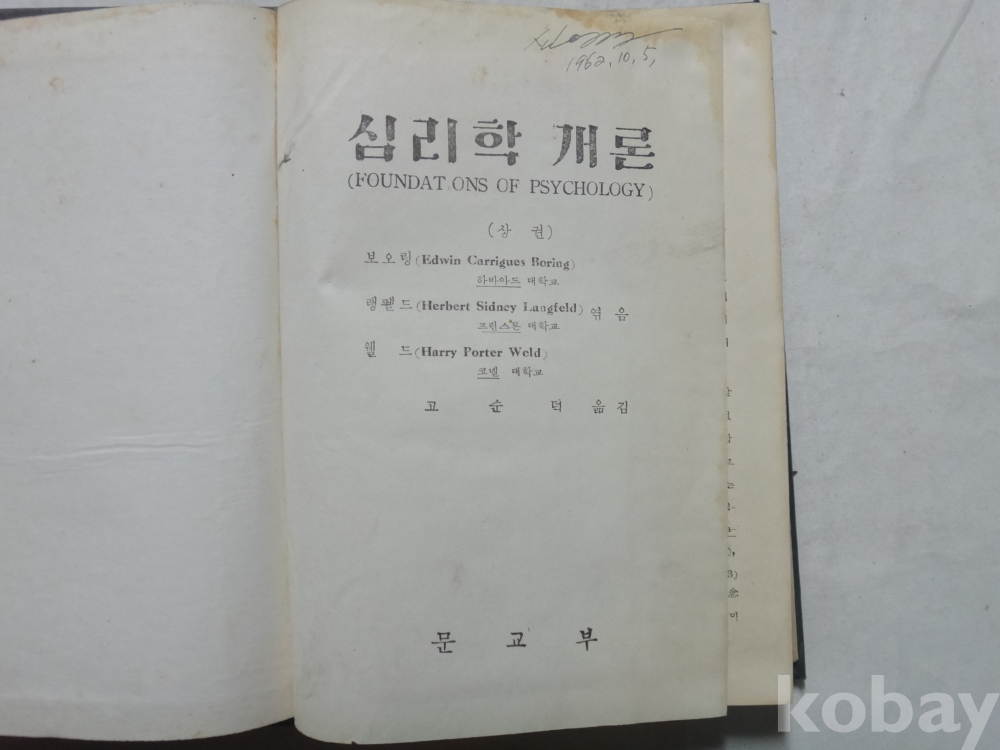 1962.10.5,
심리학 개론
(FOUNDAT ONS OF PSYCHOLOGY)
(상 권)
보오링(Edwin Carrigues Boring)
하바아드 대학교
랭펠드(Herbert Sidney Langfeld) 엮음
프린스톤 대학교
웰 드(Harry Porter Weld)
코넬 대학교
고 순 덕 옮김
문 교 부
kobay